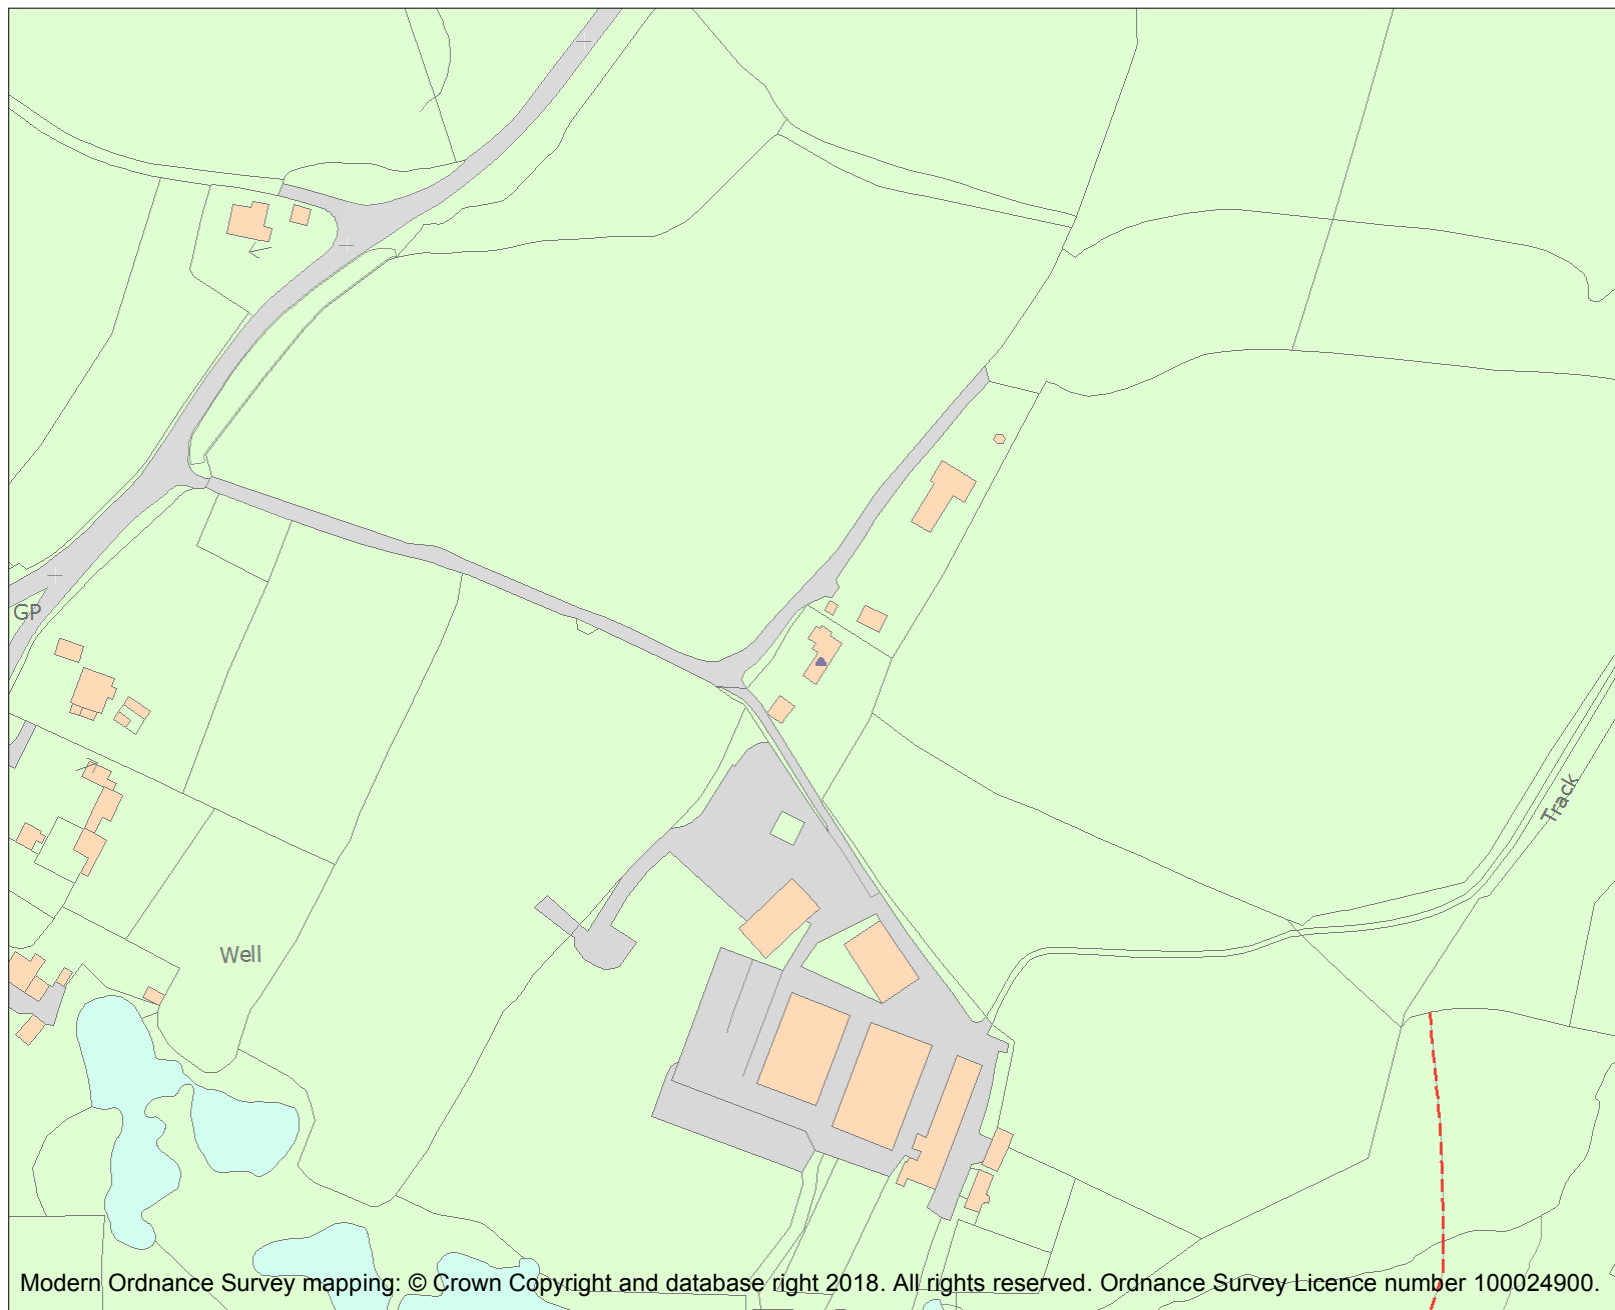 GP
Track
Well
Modern Ordnance Survey mapping: © Crown Copyright and database right 2018. All rights reserved. Ordnance Survey Licence number 100024900.